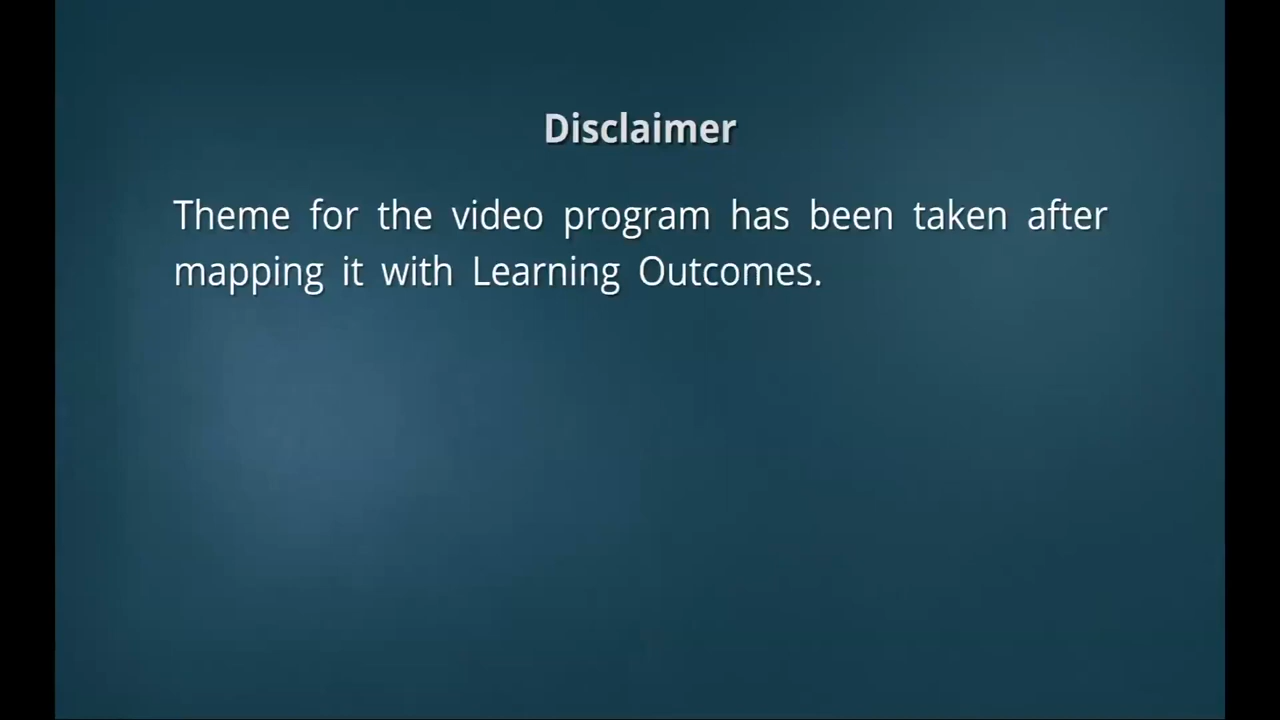 Disclaimer
Theme for the video program has been taken after
mapping it with Learning Outcomes.